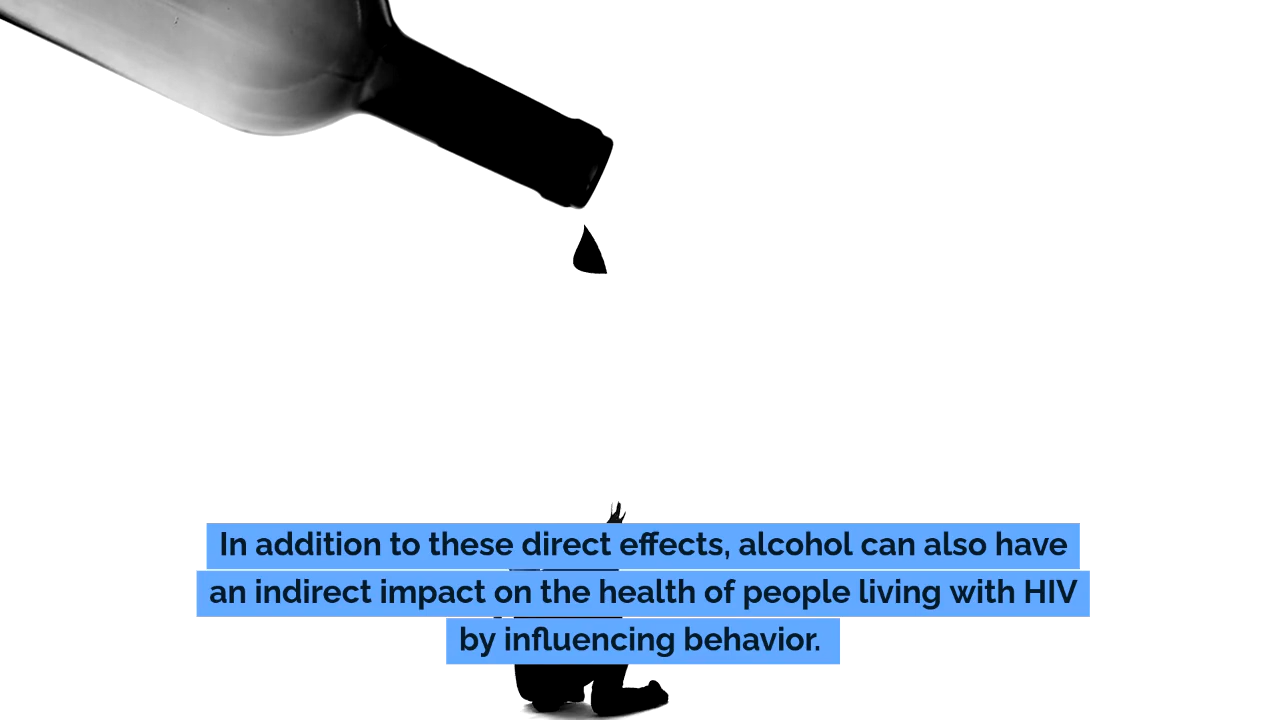 In addition to these direct effects, alcohol can also have
an indirect impact on the health of people living with HIV
by influencing behavior.